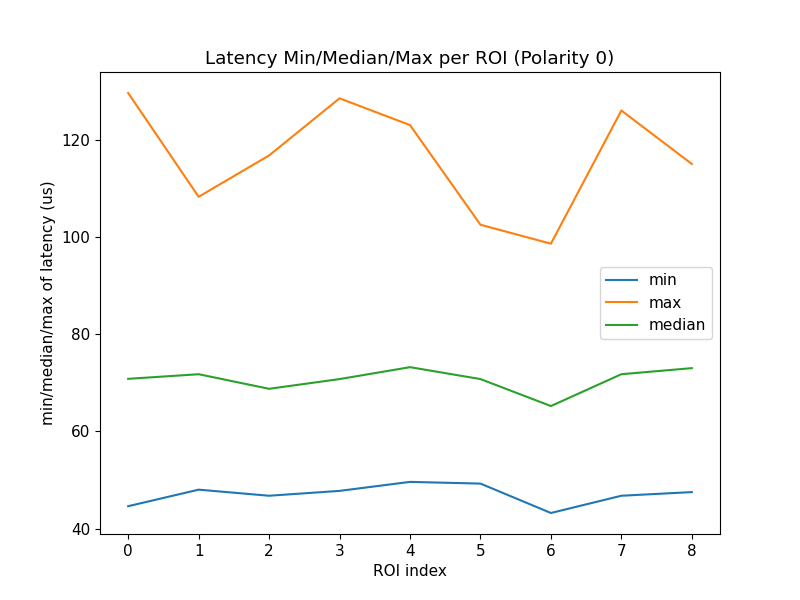 Latency Min/Median/Max per ROI (Polarity 0)
min/median/max of latency (us)
120
100
80
60
40
min
max
median
0 1 2 3 4 5 6 7 8
ROI index